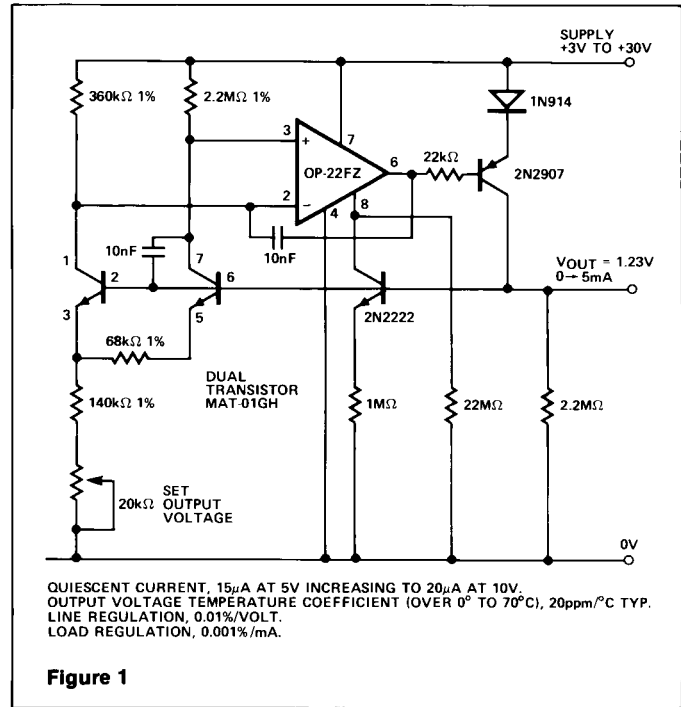 SUPPLY
+3V TO +30V
360kΩ 1%
2.2MΩ 1%
1N914
3
+
7
OP-22FZ
6
22kΩ
2N2907
2
−
8
4
10nF
10nF
1
2
7
6
VOUT = 1.23V
0 → 5mA
3
5
2N2222
68kΩ 1%
DUAL
TRANSISTOR
MAT-01GH
140kΩ 1%
1MΩ
22MΩ
2.2MΩ
20kΩ
SET
OUTPUT
VOLTAGE
0V
QUIESCENT CURRENT, 15μA AT 5V INCREASING TO 20μA AT 10V.
OUTPUT VOLTAGE TEMPERATURE COEFFICIENT (OVER 0° TO 70°C), 20ppm/°C TYP.
LINE REGULATION, 0.01%/VOLT.
LOAD REGULATION, 0.001%/mA.
Figure 1